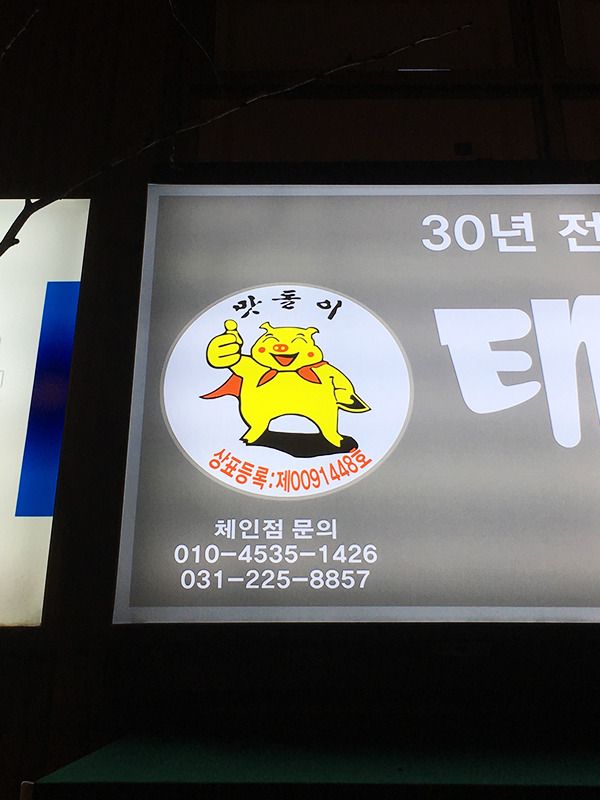 30년 전
맛돌이
태
상표등록:제0091448호
체인점 문의
010-4535-1426
031-225-8857